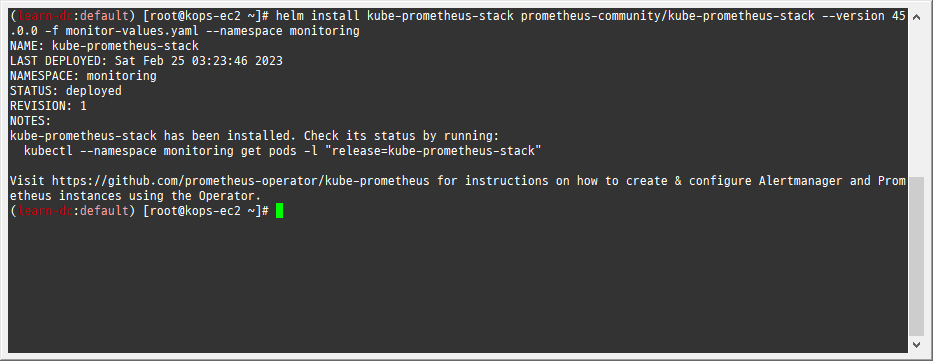 (learn-dc:default) [root@kops-ec2 ~]# helm install kube-prometheus-stack prometheus-community/kube-prometheus-stack --version 45
.0.0 -f monitor-values.yaml --namespace monitoring
NAME: kube-prometheus-stack
LAST DEPLOYED: Sat Feb 25 03:23:46 2023
NAMESPACE: monitoring
STATUS: deployed
REVISION: 1
NOTES:
kube-prometheus-stack has been installed. Check its status by running:
  kubectl --namespace monitoring get pods -l "release=kube-prometheus-stack"

Visit https://github.com/prometheus-operator/kube-prometheus for instructions on how to create & configure Alertmanager and Prom
etheus instances using the Operator.
(learn-dc:default) [root@kops-ec2 ~]#